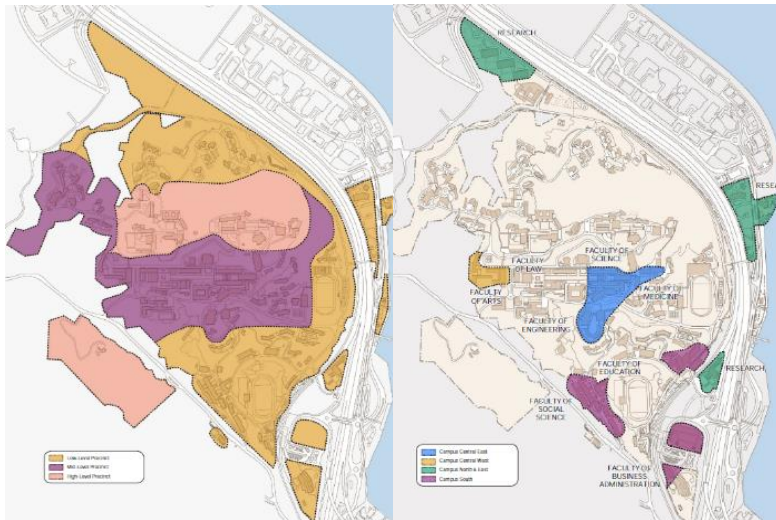 Low-Level Precinct
Mid-Level Precinct
High-Level Precinct
RESEARCH
RESEA
FACULTY OF
SCIENCE
FACULTY
OF LAW
FACULTY
OF ARTS
FACULTY OF
MEDICINE
FACULTY OF
ENGINEERING
FACULTY OF
EDUCATION
RESEARCH
FACULTY OF
SOCIAL
SCIENCE
FACULTY OF
BUSINESS
ADMINISTRATION
Campus Central East
Campus Central West
Campus North & East
Campus South